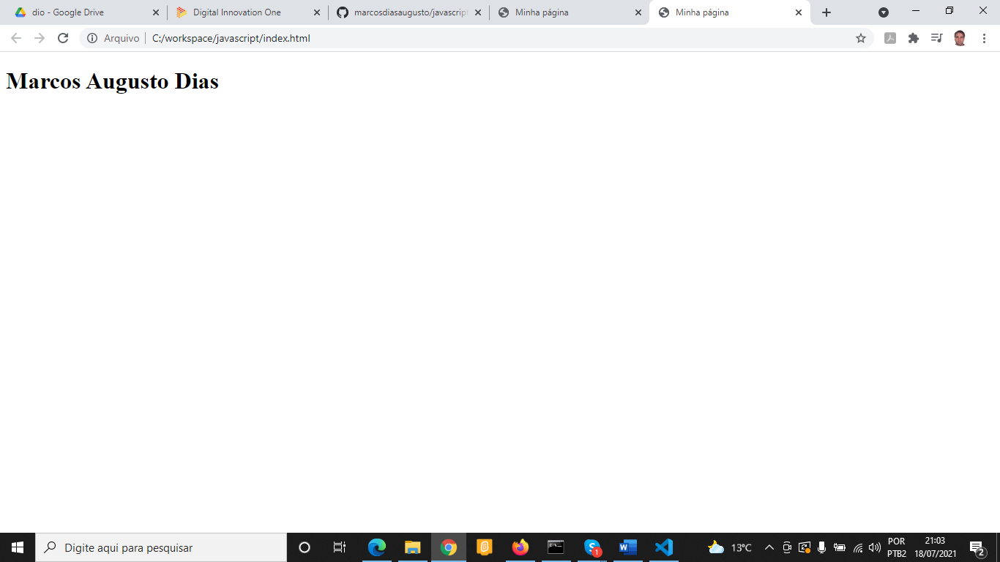 dio - Google Drive
Digital Innovation One
marcosdiasaugusto/javascript
Minha página
Minha página
Arquivo
C:/workspace/javascript/index.html
Marcos Augusto Dias
Digite aqui para pesquisar
1
13°C
POR
PTB2
21:03
18/07/2021
2